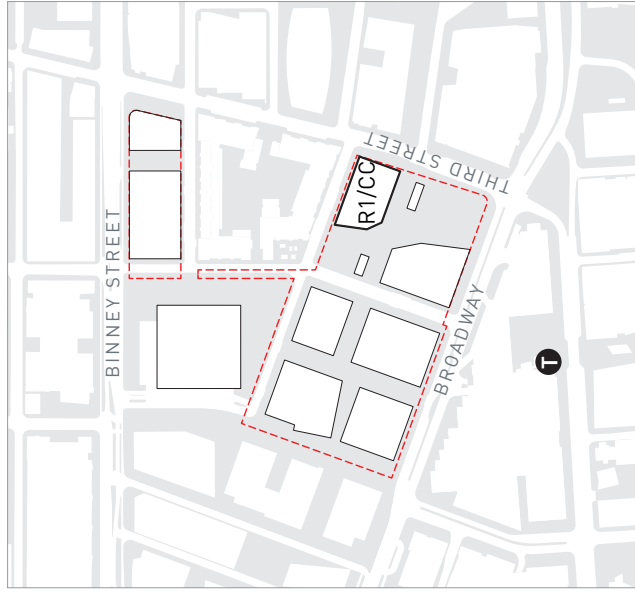 THIRD STREET
R1/CC
BINNEY STREET
BROADWAY
T